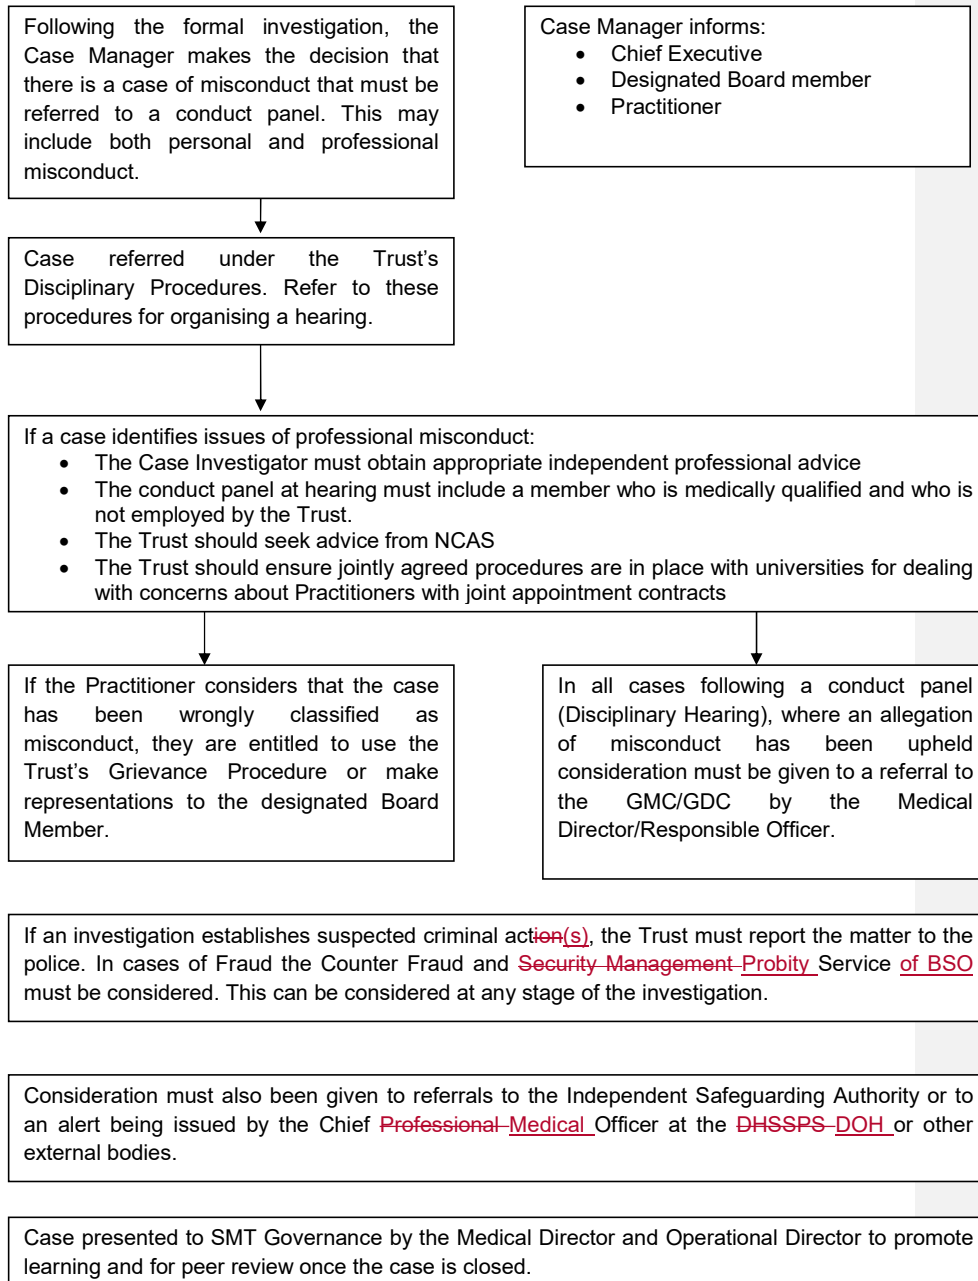 Following the formal investigation, the
Case Manager makes the decision that
there is a case of misconduct that must be
referred to a conduct panel. This may
include both personal and professional
misconduct.
Case Manager informs:
• Chief Executive
• Designated Board member
• Practitioner
Case referred under the Trust’s
Disciplinary Procedures. Refer to these
procedures for organising a hearing.
If a case identifies issues of professional misconduct:
• The Case Investigator must obtain appropriate independent professional advice
• The conduct panel at hearing must include a member who is medically qualified and who is
not employed by the Trust.
• The Trust should seek advice from NCAS
• The Trust should ensure jointly agreed procedures are in place with universities for dealing
with concerns about Practitioners with joint appointment contracts
If the Practitioner considers that the case
has been wrongly classified as
misconduct, they are entitled to use the
Trust’s Grievance Procedure or make
representations to the designated Board
Member.
In all cases following a conduct panel
(Disciplinary Hearing), where an allegation
of misconduct has been upheld
consideration must be given to a referral to
the GMC/GDC by the Medical
Director/Responsible Officer.
If an investigation establishes suspected criminal action(s), the Trust must report the matter to the
police. In cases of Fraud the Counter Fraud and Security Management Probity Service of BSO
must be considered. This can be considered at any stage of the investigation.
Consideration must also been given to referrals to the Independent Safeguarding Authority or to
an alert being issued by the Chief Professional Medical Officer at the DHSSPS DOH or other
external bodies.
Case presented to SMT Governance by the Medical Director and Operational Director to promote
learning and for peer review once the case is closed.